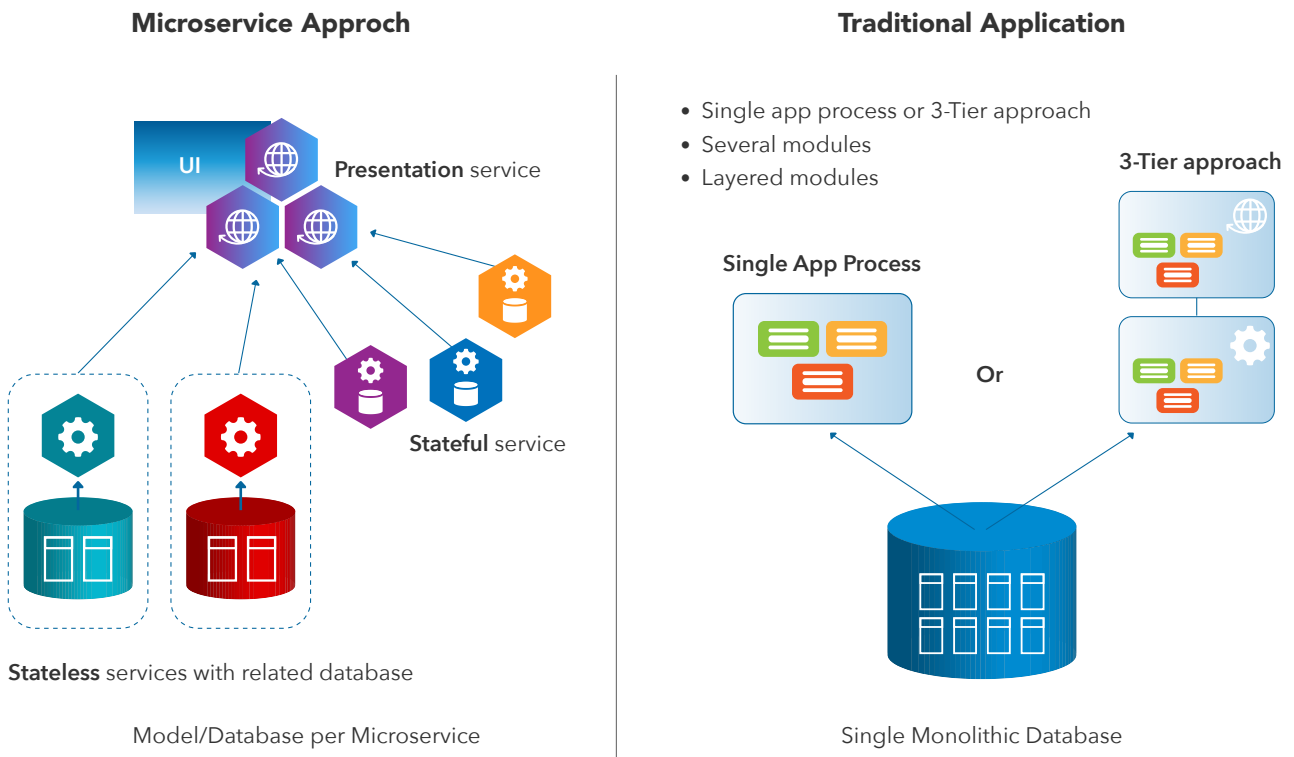 Microservice Approch
UI
Presentation service
Stateful service
Stateless services with related database
Model/Database per Microservice
Traditional Application
• Single app process or 3-Tier approach
• Several modules
• Layered modules
3-Tier approach
Single App Process
Or
Single Monolithic Database